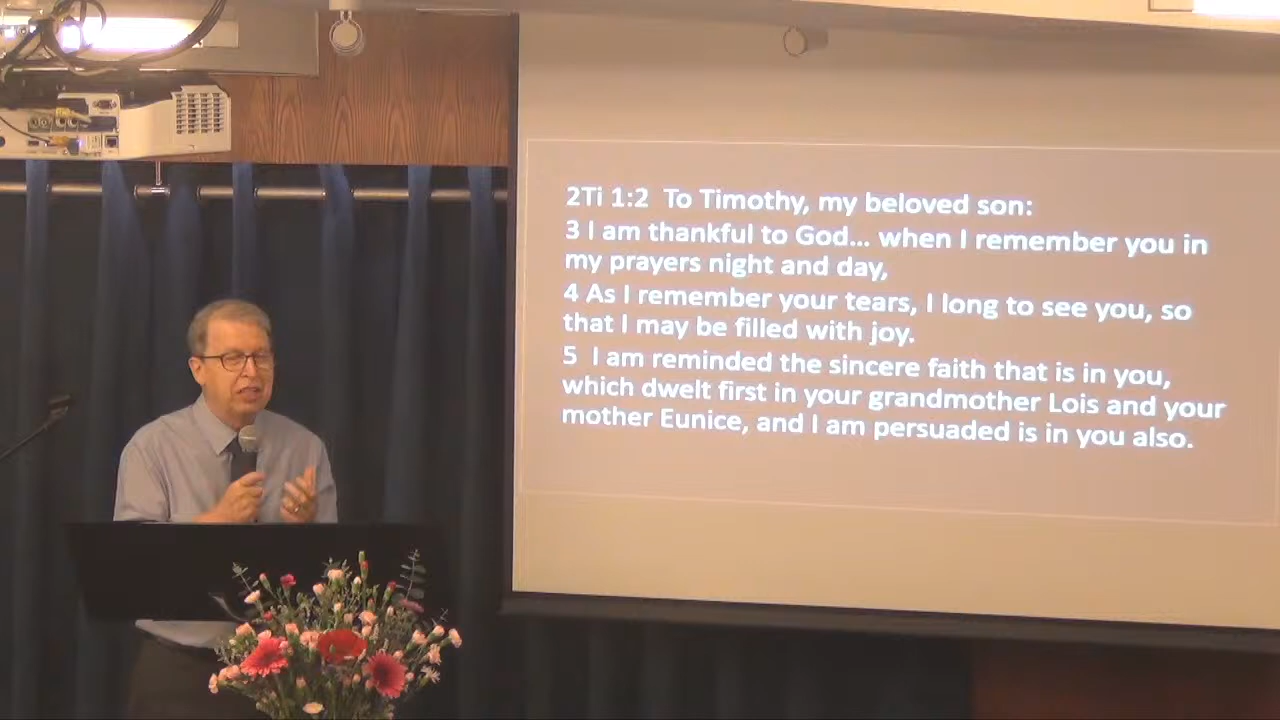 2Ti 1:2 To Timothy, my beloved son:
3 I am thankful to God... when I remember you in
my prayers night and day,
4 As I remember your tears, I long to see you, so
that I may be filled with joy.
5 I am reminded the sincere faith that is in you,
which dwelt first in your grandmother Lois and your
mother Eunice, and I am persuaded is in you also.